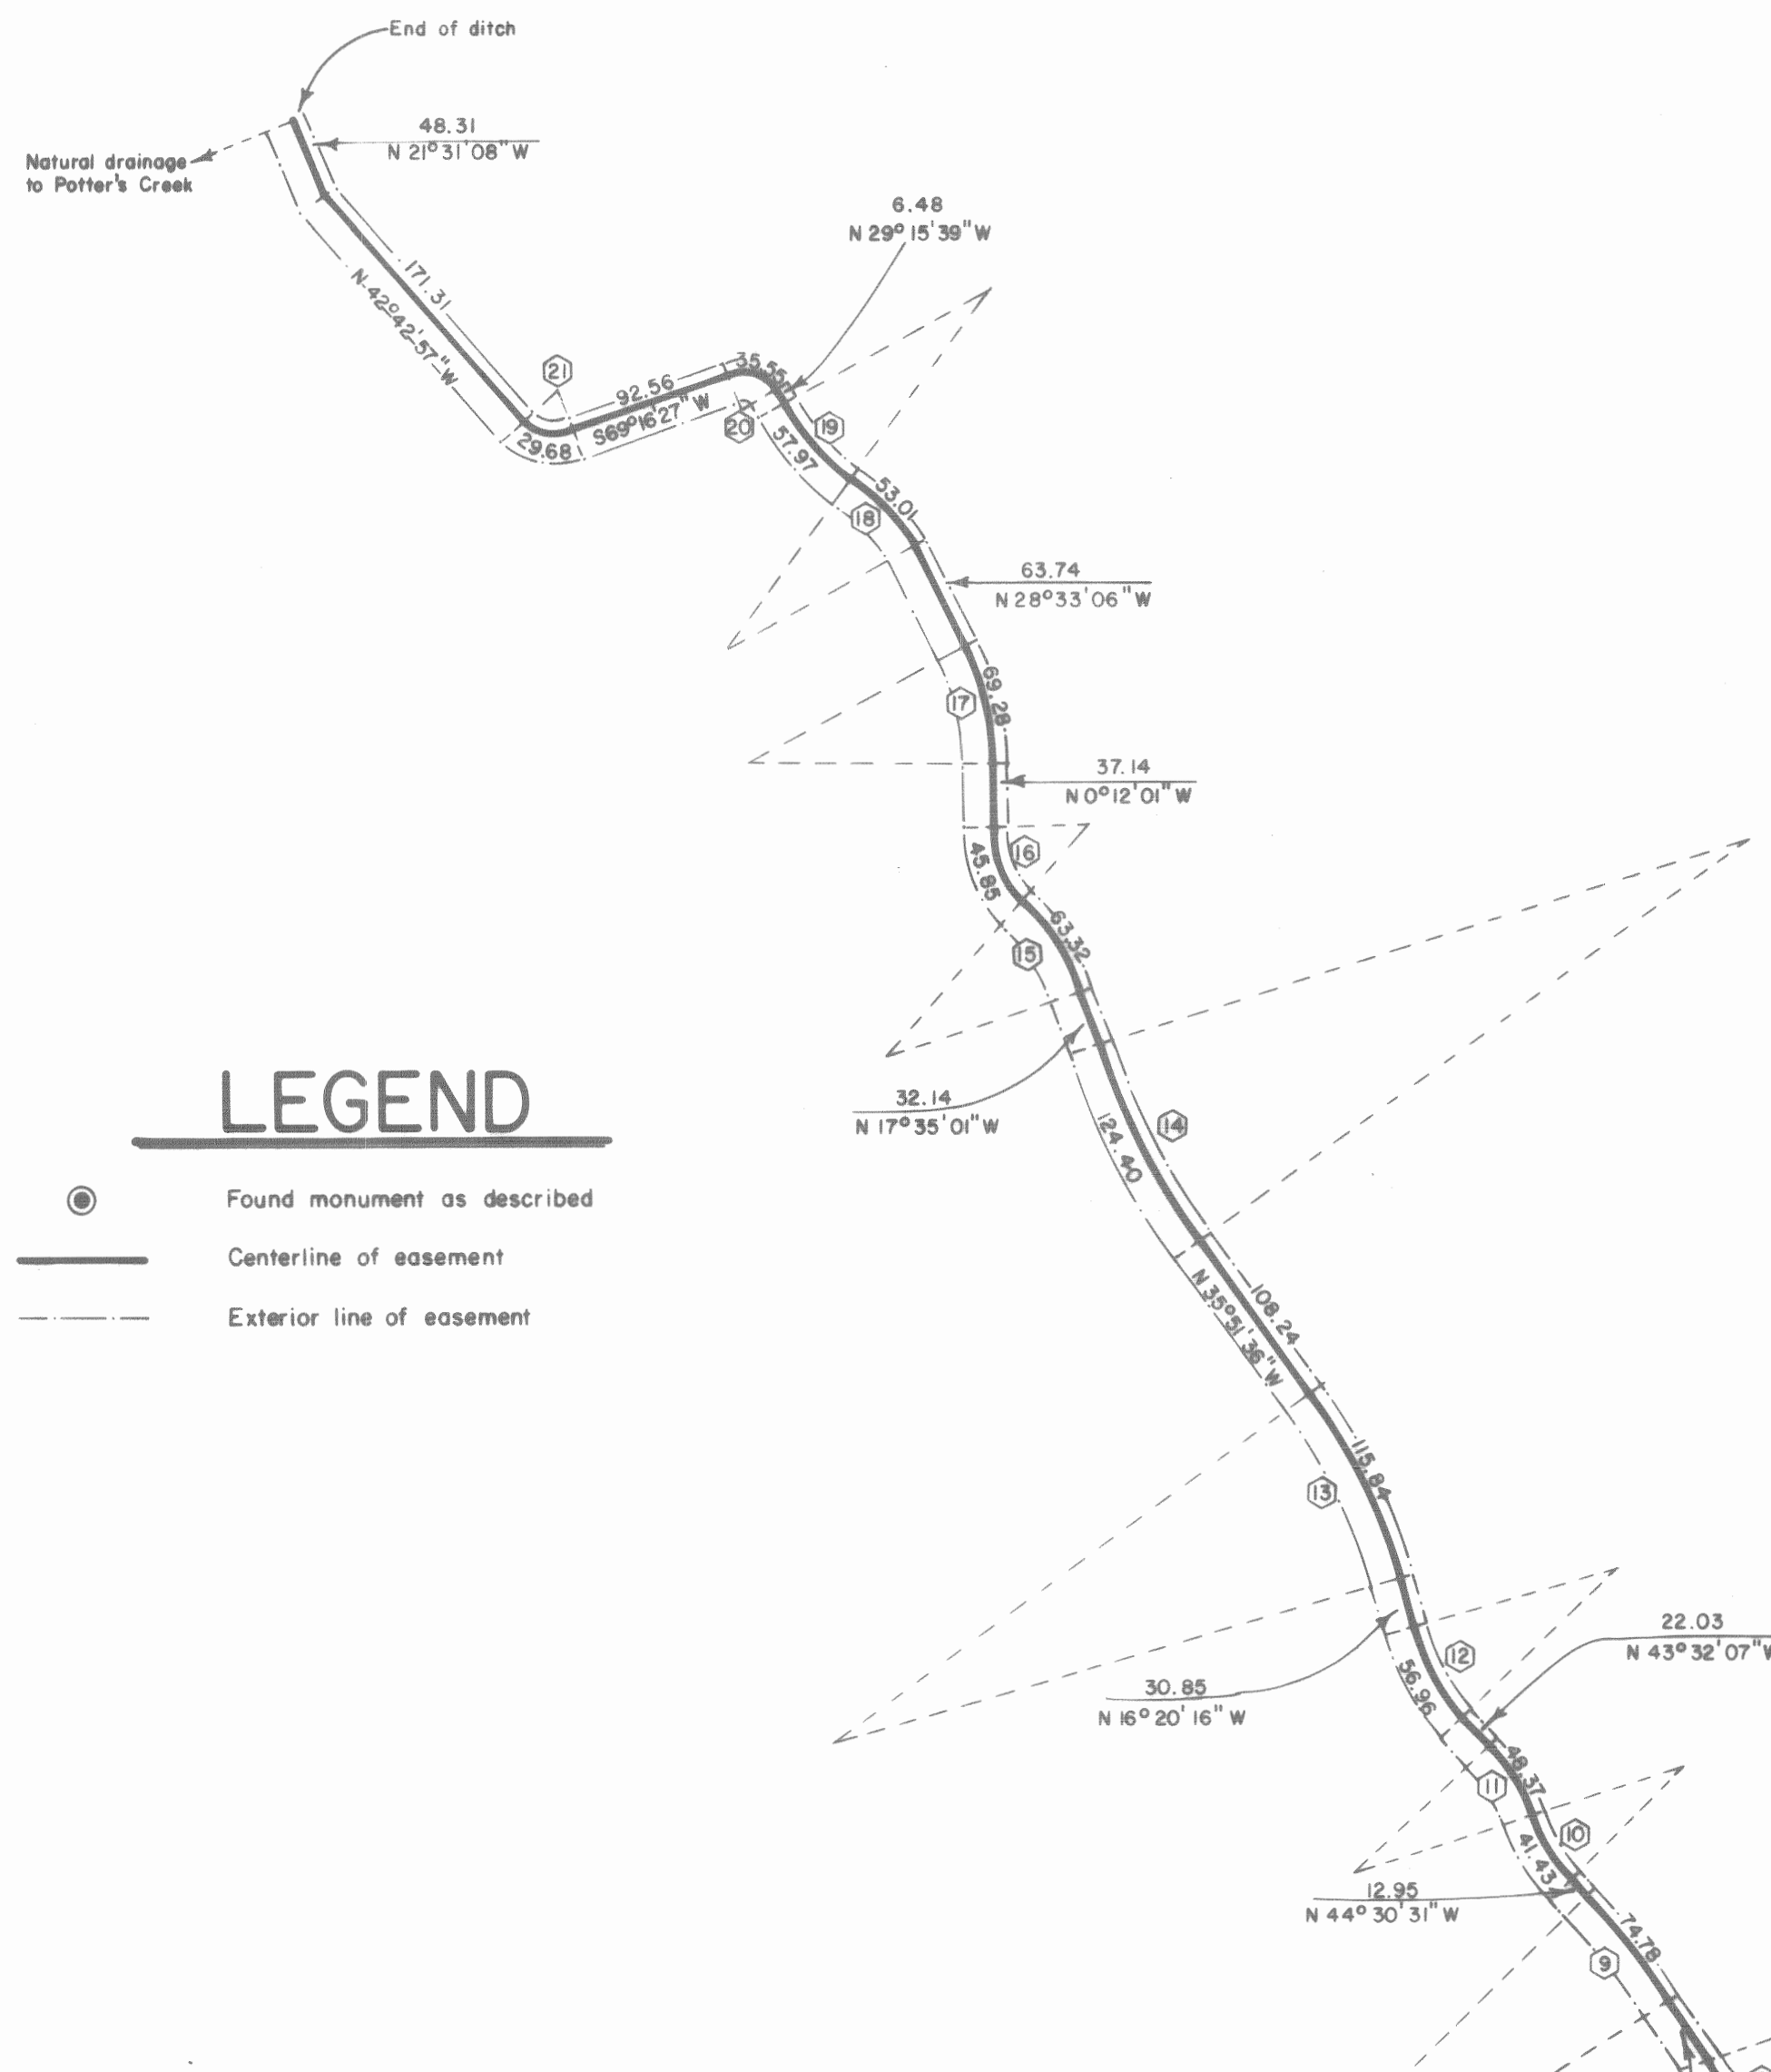 End of ditch
48.31
N 21° 31' 08" W
Natural drainage
to Potter's Creek
6.48
N 29° 15' 39" W
171.31
N 42° 42' 57" W
21
29.68
92.56
S69°16'27" W
35.55
20
19
57.97
53.01
18
63.74
N 28° 33' 06" W
69.28
17
37.14
N 0° 12' 01" W
16
45.85
63.32
15
32.14
N 17° 35' 01" W
124.40
14
LEGEND
Found monument as described
Centerline of easement
Exterior line of easement
108.24
N 35° 51' 36" W
115.84
13
30.85
N 16° 20' 16" W
12
56.96
22.03
N 43° 32' 07" W
48.37
11
10
41.43
12.95
N 44° 30' 31" W
74.78
9